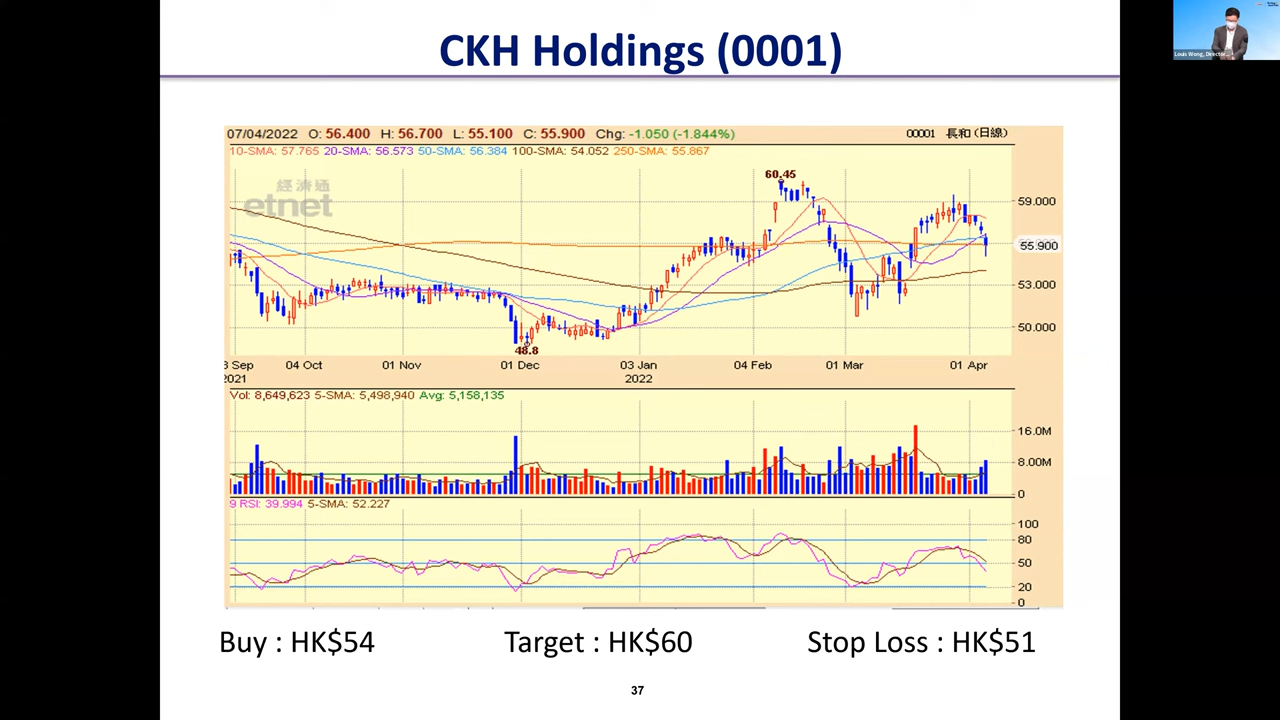 CKH Holdings (0001)
Louis Wong, Director
07/04/2022 O: 56.400 H: 56.700 L: 55.100 C: 55.900 Chg: -1.050 (-1.844%) 00001 長和 (日線)
10-SMA: 57.765 20-SMA: 56.573 50-SMA: 56.384 100-SMA: 54.052 250-SMA: 55.867
經濟通
etnet
60.45
59.000
55.900
53.000
50.000
48.8
3 Sep 04 Oct 01 Nov 01 Dec 03 Jan 04 Feb 01 Mar 01 Apr
2021 2022
Vol: 8,649,623 5-SMA: 5,498,940 Avg: 5,158,135
16.0M
8.00M
0
9 RSI: 39.994 5-SMA: 52.227
100
80
50
20
0
Buy : HK$54 Target : HK$60 Stop Loss : HK$51
37